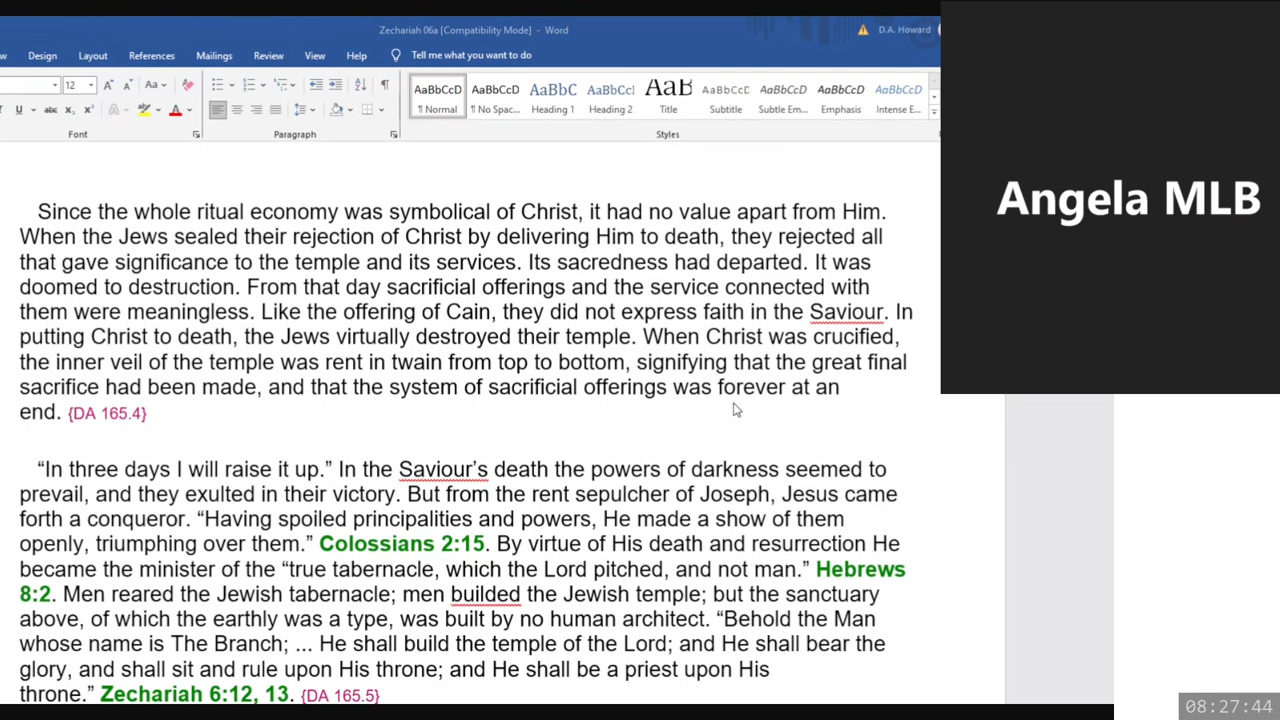 Zechariah 06a [Compatibility Mode] - Word
D.A. Howard
Design Layout References Mailings Review View Help Tell me what you want to do
12 Aa
AaBbCcD AaBbCcD AaBbC AaBbCcI AaB AaBbCcD AaBbCcD AaBbCcD AaBbCcD
¶ Normal ¶ No Spac... Heading 1 Heading 2 Title Subtitle Subtle Em... Emphasis Intense E...
U abc x₂ x² A A
Font Paragraph Styles
Angela MLB
Since the whole ritual economy was symbolical of Christ, it had no value apart from Him.
When the Jews sealed their rejection of Christ by delivering Him to death, they rejected all
that gave significance to the temple and its services. Its sacredness had departed. It was
doomed to destruction. From that day sacrificial offerings and the service connected with
them were meaningless. Like the offering of Cain, they did not express faith in the Saviour. In
putting Christ to death, the Jews virtually destroyed their temple. When Christ was crucified,
the inner veil of the temple was rent in twain from top to bottom, signifying that the great final
sacrifice had been made, and that the system of sacrificial offerings was forever at an
end. {DA 165.4}
“In three days I will raise it up.” In the Saviour’s death the powers of darkness seemed to
prevail, and they exulted in their victory. But from the rent sepulcher of Joseph, Jesus came
forth a conqueror. “Having spoiled principalities and powers, He made a show of them
openly, triumphing over them.” Colossians 2:15. By virtue of His death and resurrection He
became the minister of the “true tabernacle, which the Lord pitched, and not man.” Hebrews
8:2. Men reared the Jewish tabernacle; men builded the Jewish temple; but the sanctuary
above, of which the earthly was a type, was built by no human architect. “Behold the Man
whose name is The Branch; ... He shall build the temple of the Lord; and He shall bear the
glory, and shall sit and rule upon His throne; and He shall be a priest upon His
throne.” Zechariah 6:12, 13. {DA 165.5}
08:27:44